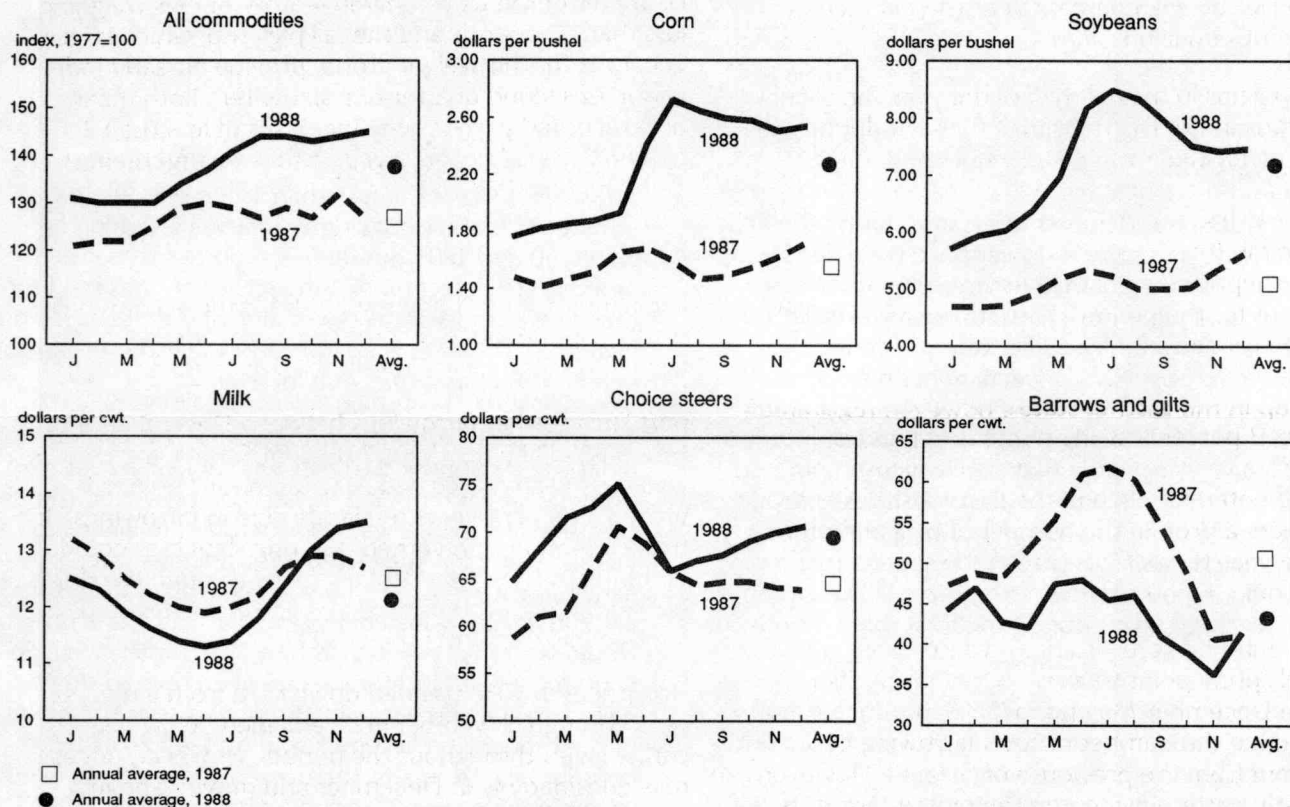 All commodities
index, 1977=100
160
150
140
130
120
110
100
1988
1987
J M M J S N Avg.
Corn
dollars per bushel
3.00
2.60
2.20
1.80
1.40
1.00
1988
1987
J M M J S N Avg.
Soybeans
dollars per bushel
9.00
8.00
7.00
6.00
5.00
4.00
1988
1987
J M M J S N Avg.
Milk
dollars per cwt.
15
14
13
12
11
10
1987
1988
J M M J S N Avg.
Choice steers
dollars per cwt.
80
75
70
65
60
55
50
1988
1987
J M M J S N Avg.
Barrows and gilts
dollars per cwt.
65
60
55
50
45
40
35
30
1987
1988
J M M J S N Avg.
Annual average, 1987
Annual average, 1988